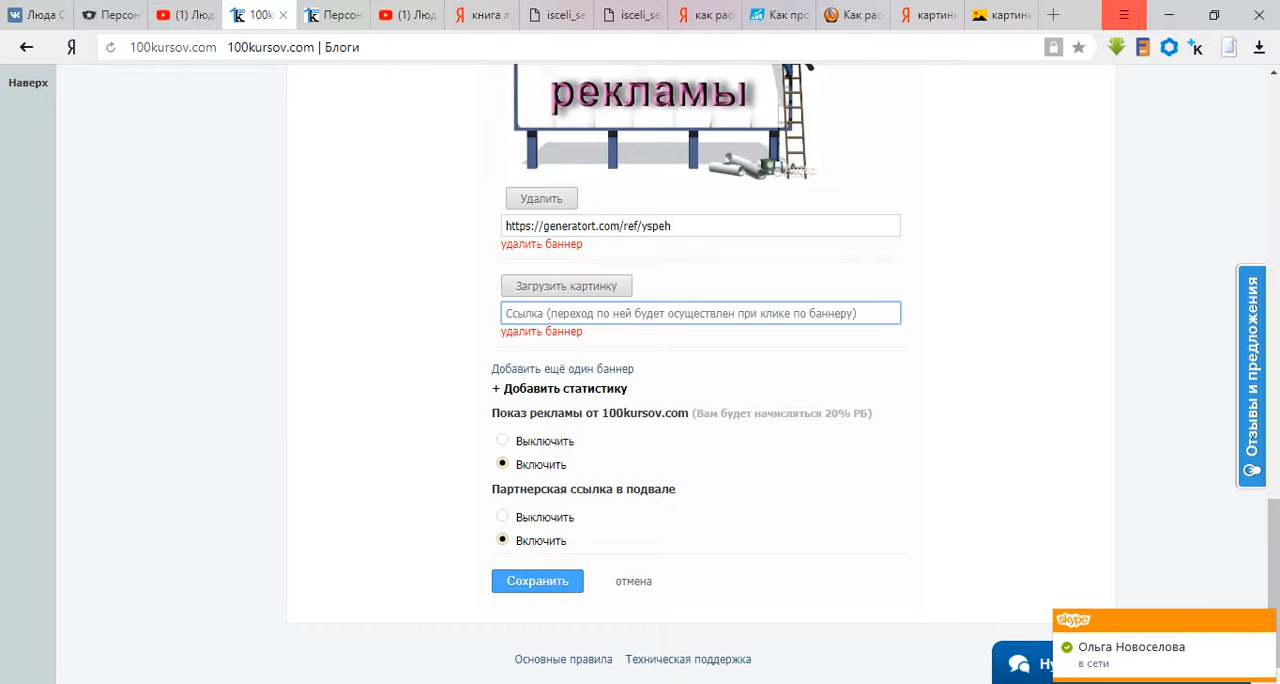 Люда С
Персон
(1) Люд
100k
Персон
(1) Люд
книга л
isceli_se
isceli_se
как рас
Как про
Как рас
картин
картинк
100kursov.com 100kursov.com | Блоги
Наверх
рекламы
Удалить
https://generatort.com/ref/yspeh
удалить баннер
Загрузить картинку
Ссылка (переход по ней будет осуществлен при клике по баннеру)
удалить баннер
Добавить ещё один баннер
+ Добавить статистику
Показ рекламы от 100kursov.com (Вам будет начисляться 20% РБ)
Выключить
Включить
Партнерская ссылка в подвале
Выключить
Включить
Сохранить отмена
Отзывы и предложения
Основные правила Техническая поддержка
Ну
skype
Ольга Новоселова
в сети